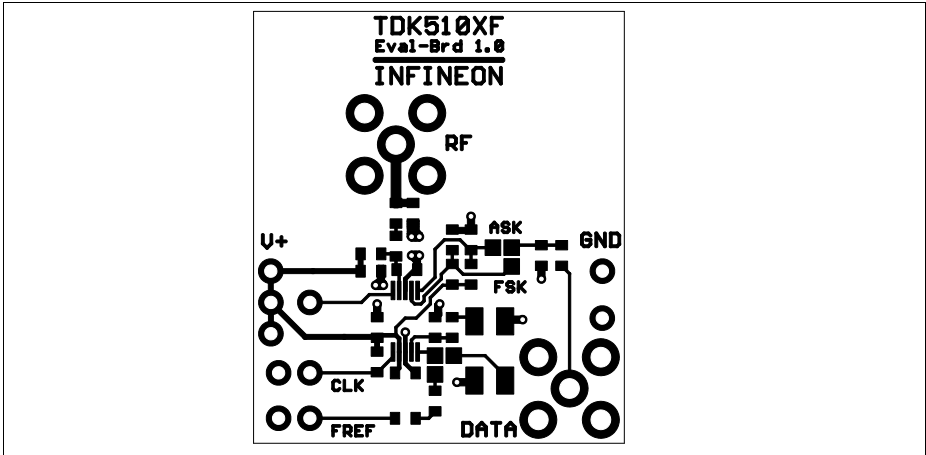 TDK510XF
Eval-Brd 1.0
INFINEON
RF
ASK
V+
GND
FSK
CLK
FREF
DATA